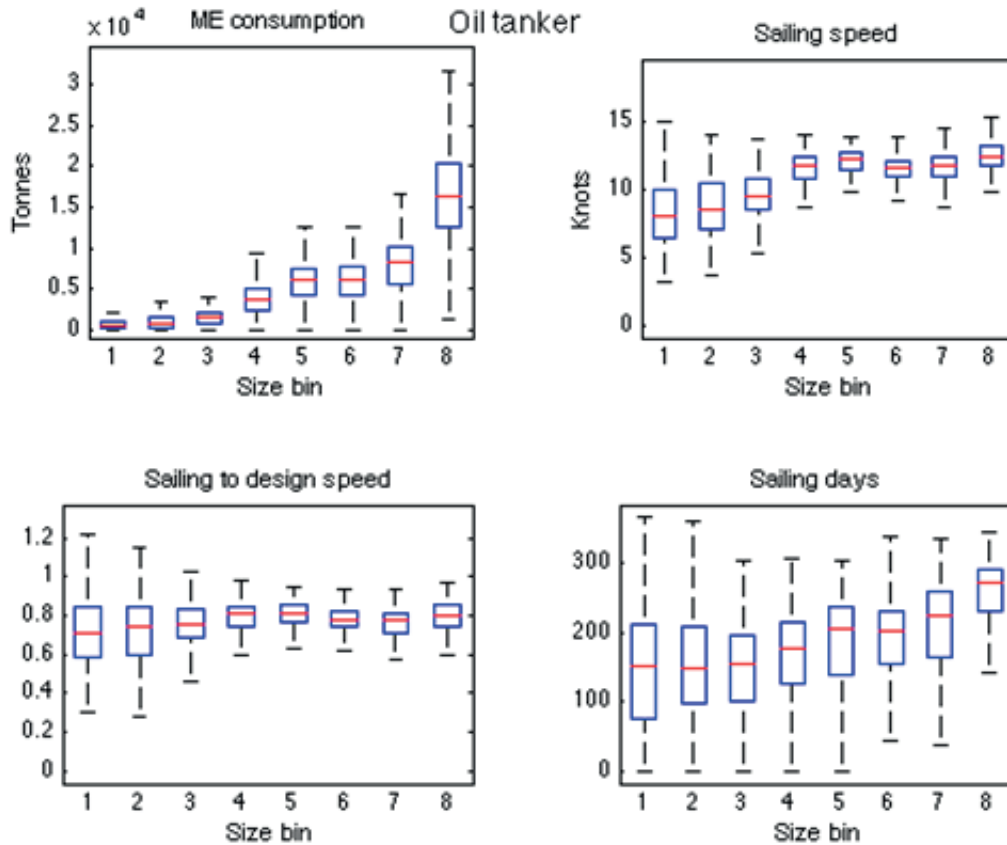 Oil tanker
× 10⁴
ME consumption
3
2.5
2
1.5
1
0.5
0
Tonnes
1 2 3 4 5 6 7 8
Size bin
Sailing speed
15
10
5
0
Knots
1 2 3 4 5 6 7 8
Size bin
Sailing to design speed
1.2
1
0.8
0.6
0.4
0.2
0
1 2 3 4 5 6 7 8
Size bin
Sailing days
300
200
100
0
1 2 3 4 5 6 7 8
Size bin